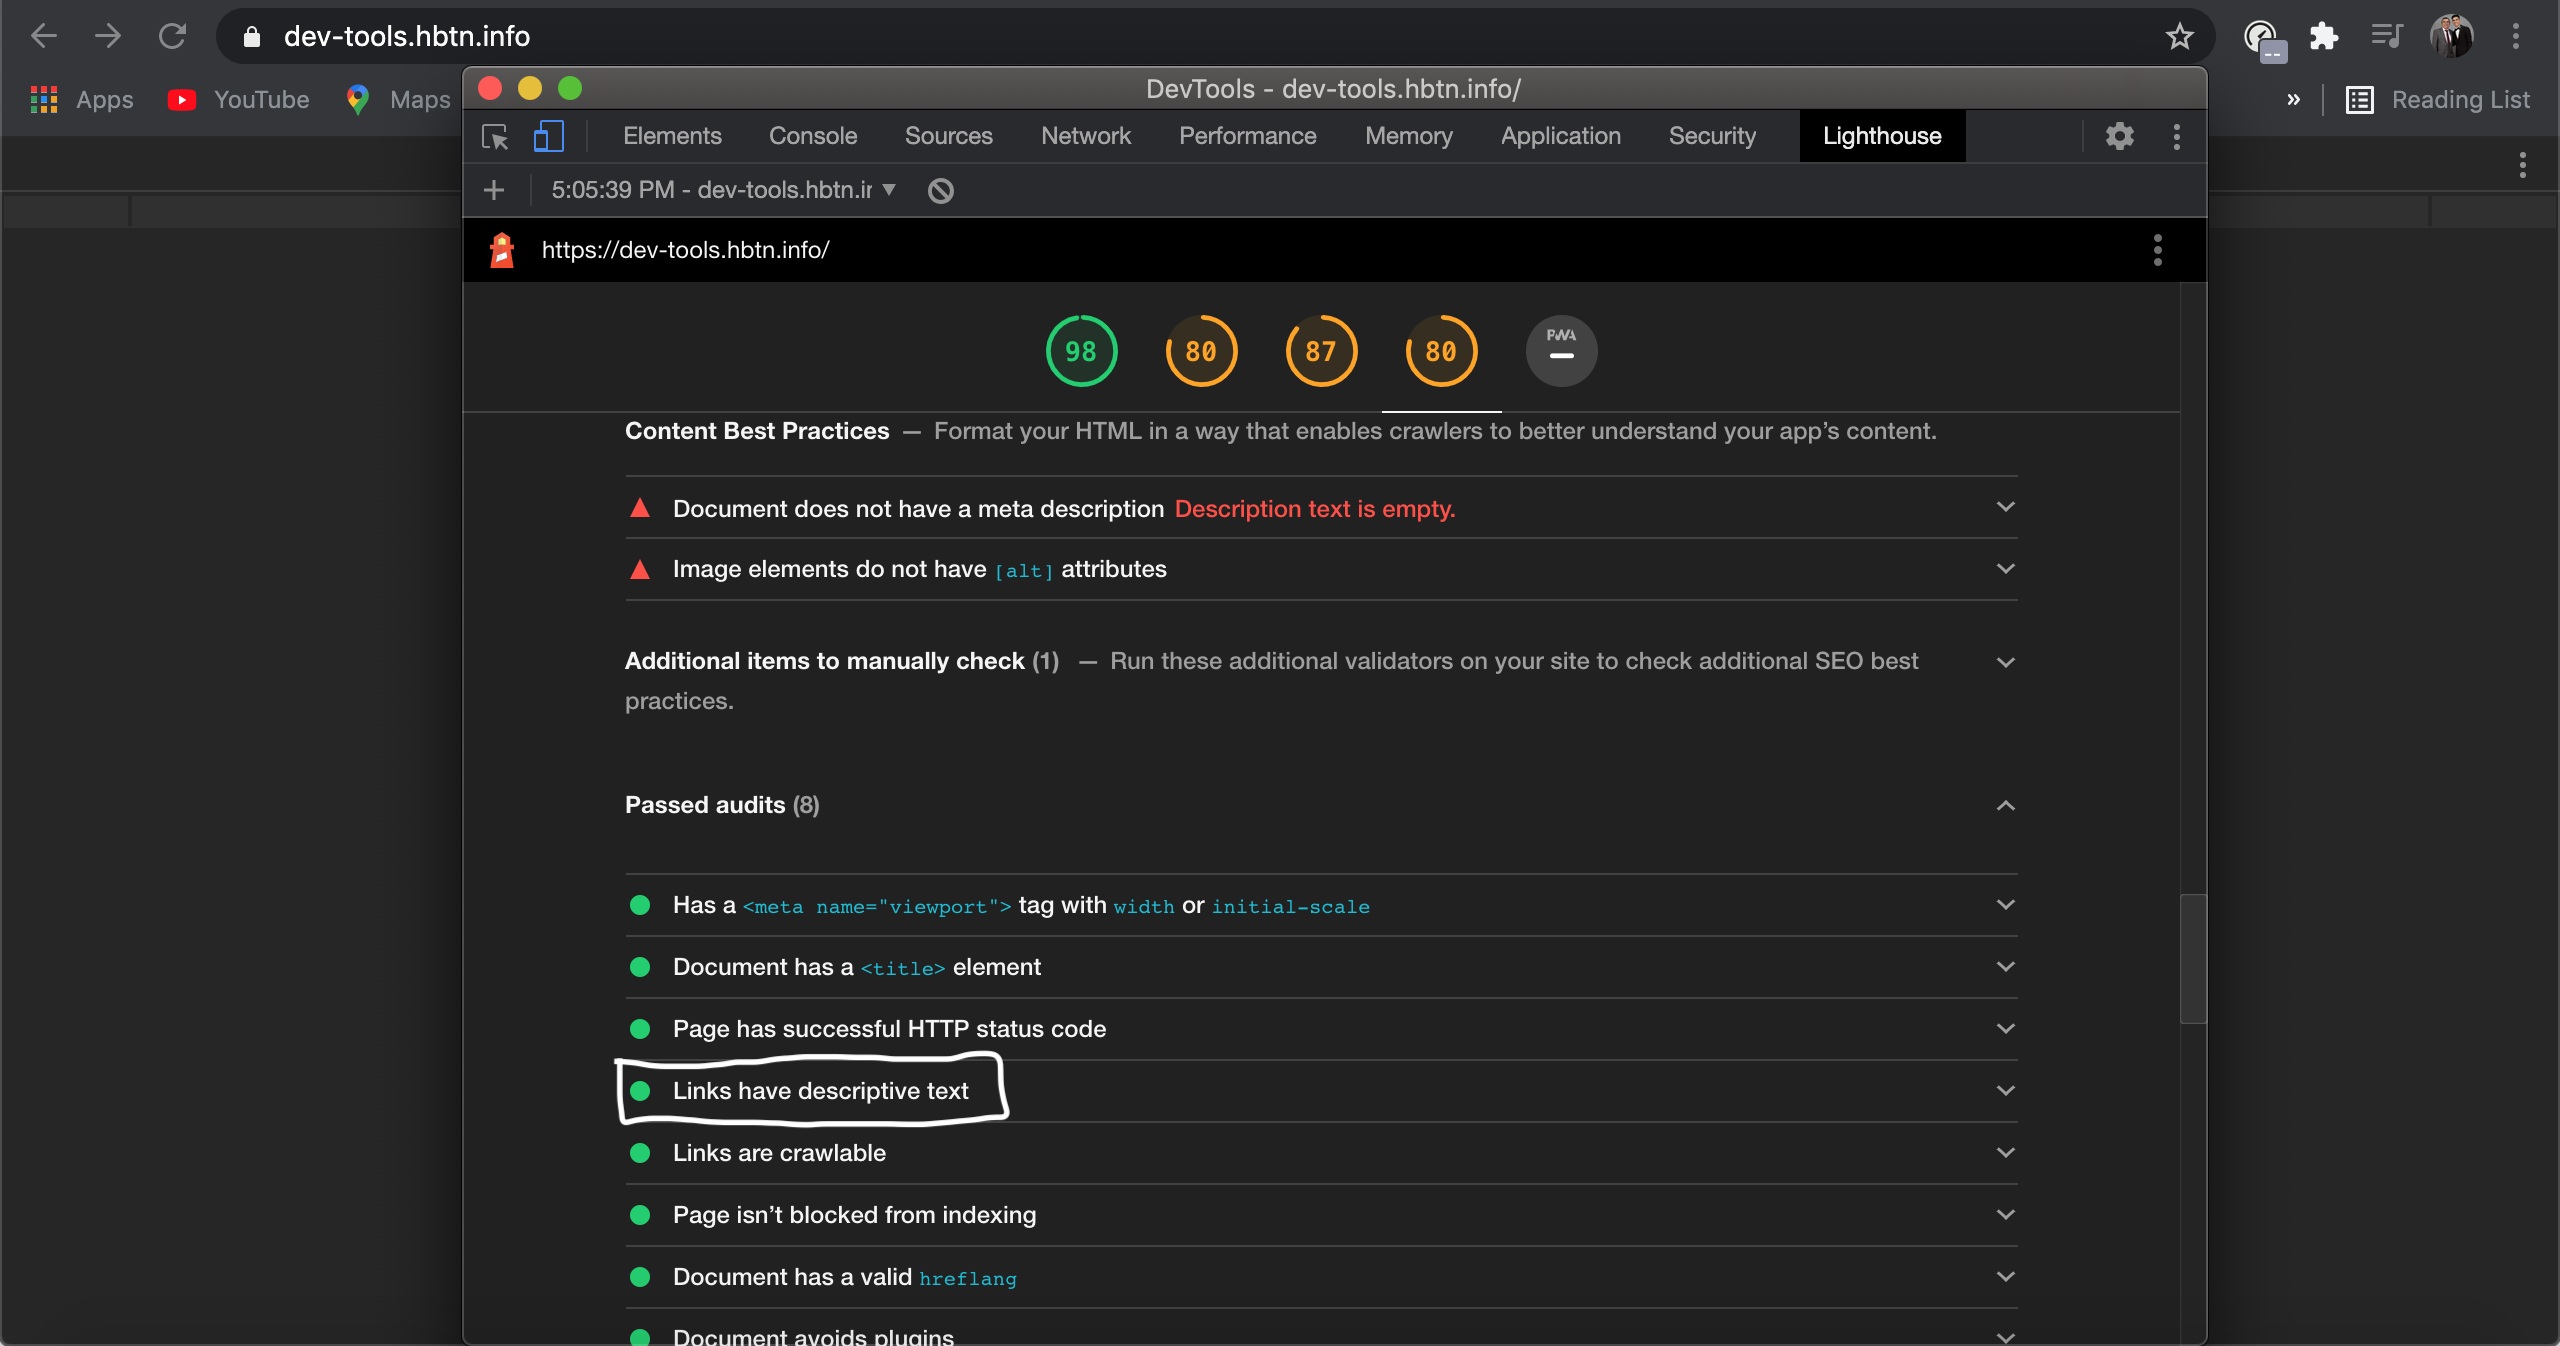 dev-tools.hbtn.info
Apps YouTube Maps
» Reading List
DevTools - dev-tools.hbtn.info/
Elements Console Sources Network Performance Memory Application Security Lighthouse
5:05:39 PM - dev-tools.hbtn.ir
https://dev-tools.hbtn.info/
98 80 87 80 PWA
Content Best Practices — Format your HTML in a way that enables crawlers to better understand your app’s content.
Document does not have a meta description Description text is empty.
Image elements do not have [alt] attributes
Additional items to manually check (1) — Run these additional validators on your site to check additional SEO best
practices.
Passed audits (8)
Has a <meta name="viewport"> tag with width or initial-scale
Document has a <title> element
Page has successful HTTP status code
Links have descriptive text
Links are crawlable
Page isn’t blocked from indexing
Document has a valid hreflang
Document avoids plugins